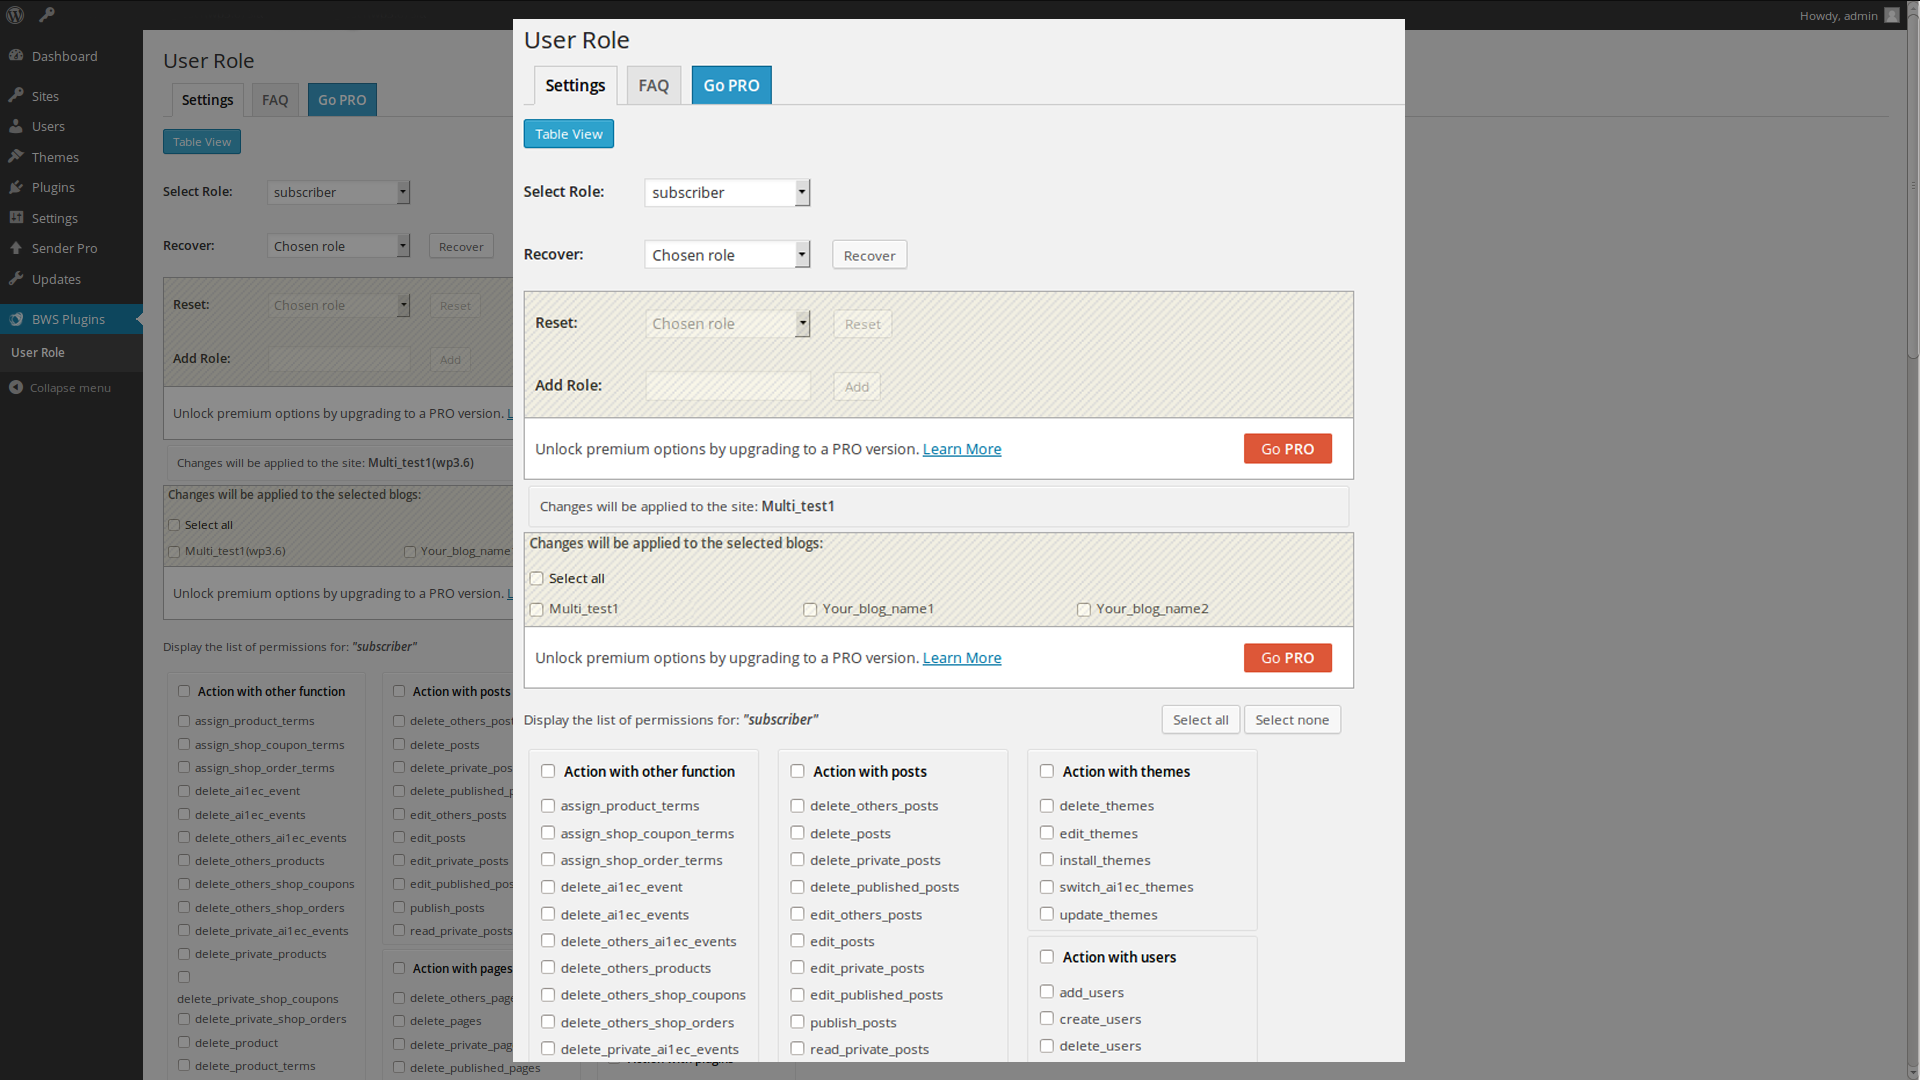 Howdy, admin
Dashboard
Sites
Users
Themes
Plugins
Settings
Sender Pro
Updates
BWS Plugins
User Role
Collapse menu
User Role
Settings FAQ Go PRO
Table View
Select Role: subscriber
Recover: Chosen role Recover
Reset: Chosen role Reset
Add Role: Add
Unlock premium options by upgrading to a PRO version.
Changes will be applied to the site: Multi_test1(wp3.6)
Changes will be applied to the selected blogs:
Select all
Multi_test1(wp3.6) Your_blog_name
Unlock premium options by upgrading to a PRO version.
Display the list of permissions for: "subscriber"
Action with other function
assign_product_terms
assign_shop_coupon_terms
assign_shop_order_terms
delete_ai1ec_event
delete_ai1ec_events
delete_others_ai1ec_events
delete_others_products
delete_others_shop_coupons
delete_others_shop_orders
delete_private_ai1ec_events
delete_private_products
delete_private_shop_coupons
delete_private_shop_orders
delete_product
delete_product_terms
Action with posts
delete_others_post
delete_posts
delete_private_pos
delete_published_p
edit_others_posts
edit_posts
edit_private_posts
edit_published_pos
publish_posts
read_private_posts
Action with pages
delete_others_page
delete_pages
delete_private_pag
delete_published_pages
User Role
Settings FAQ Go PRO
Table View
Select Role: subscriber
Recover: Chosen role Recover
Reset: Chosen role Reset
Add Role: Add
Unlock premium options by upgrading to a PRO version. Learn More Go PRO
Changes will be applied to the site: Multi_test1
Changes will be applied to the selected blogs:
Select all
Multi_test1 Your_blog_name1 Your_blog_name2
Unlock premium options by upgrading to a PRO version. Learn More Go PRO
Display the list of permissions for: "subscriber" Select all Select none
Action with other function
assign_product_terms
assign_shop_coupon_terms
assign_shop_order_terms
delete_ai1ec_event
delete_ai1ec_events
delete_others_ai1ec_events
delete_others_products
delete_others_shop_coupons
delete_others_shop_orders
delete_private_ai1ec_events
Action with posts
delete_others_posts
delete_posts
delete_private_posts
delete_published_posts
edit_others_posts
edit_posts
edit_private_posts
edit_published_posts
publish_posts
read_private_posts
Action with themes
delete_themes
edit_themes
install_themes
switch_ai1ec_themes
update_themes
Action with users
add_users
create_users
delete_users